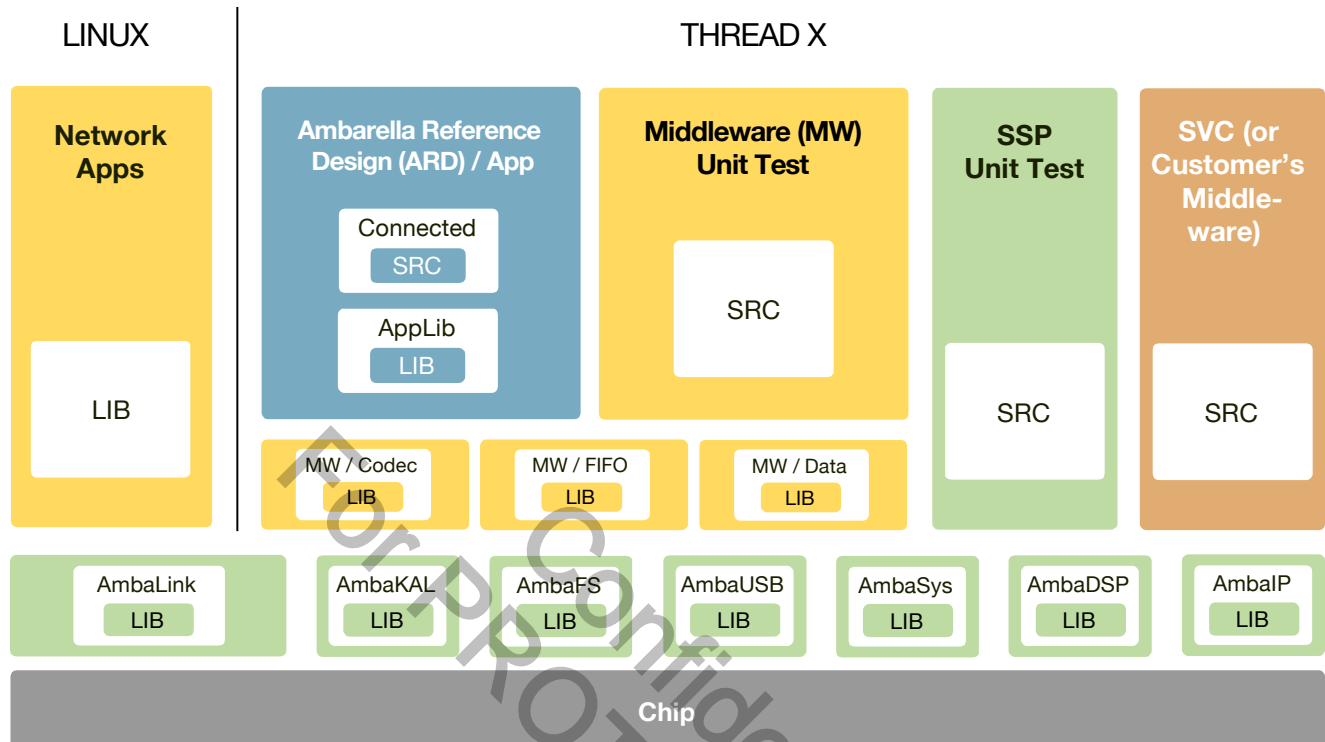 LINUX
THREAD X
Network
Apps
LIB
Ambarella Reference
Design (ARD) / App
Connected
SRC
AppLib
LIB
Middleware (MW)
Unit Test
SRC
SSP
Unit Test
SRC
SVC (or
Customer's
Middle-
ware)
SRC
MW / Codec
LIB
MW / FIFO
LIB
MW / Data
LIB
AmbaLink
LIB
AmbaKAL
LIB
AmbaFS
LIB
AmbaUSB
LIB
AmbaSys
LIB
AmbaDSP
LIB
AmbaIP
LIB
Chip
For